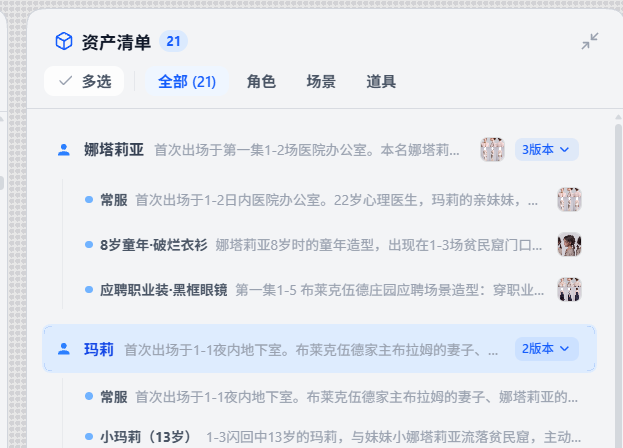 资产清单 21
多选 全部 (21) 角色 场景 道具
娜塔莉亚 首次出场于第一集1-2场医院办公室。本名娜塔莉... 3版本
常服 首次出场于1-2日内医院办公室。22岁心理医生，玛莉的亲妹妹，...
8岁童年·破烂衣衫 娜塔莉亚8岁时的童年造型，出现在1-3场贫民窟门口...
应聘职业装·黑框眼镜 第一集1-5 布莱克伍德庄园应聘场景造型：穿职业...
玛莉 首次出场于1-1夜内地下室。布莱克伍德家主布拉姆的妻子、... 2版本
常服 首次出场于1-1夜内地下室。布莱克伍德家主布拉姆的妻子、娜塔莉亚的...
小玛莉（13岁） 1-3闪回中13岁的玛莉，与妹妹小娜塔莉亚流落贫民窟，主动...